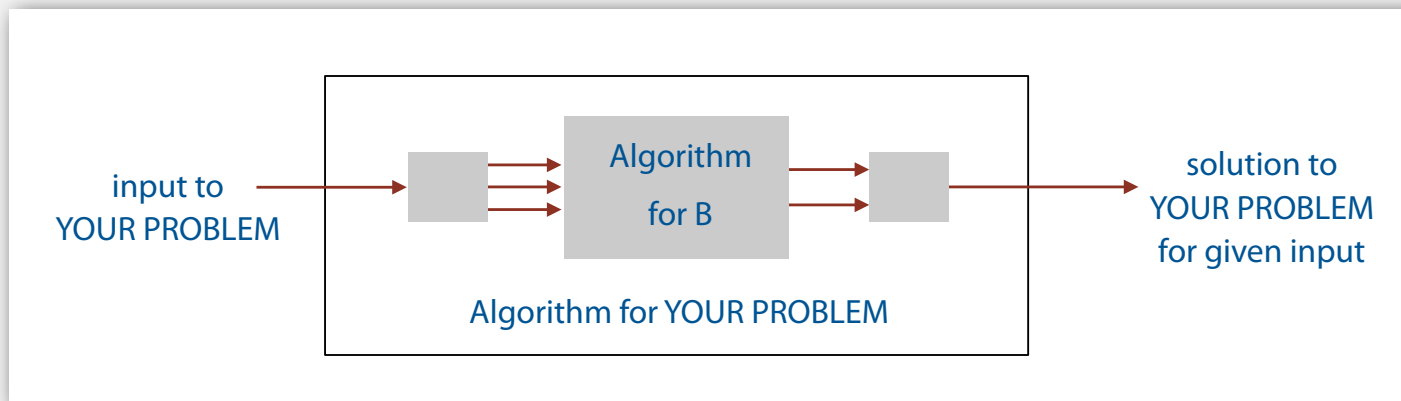 input to
YOUR PROBLEM
Algorithm
for B
Algorithm for YOUR PROBLEM
solution to
YOUR PROBLEM
for given input